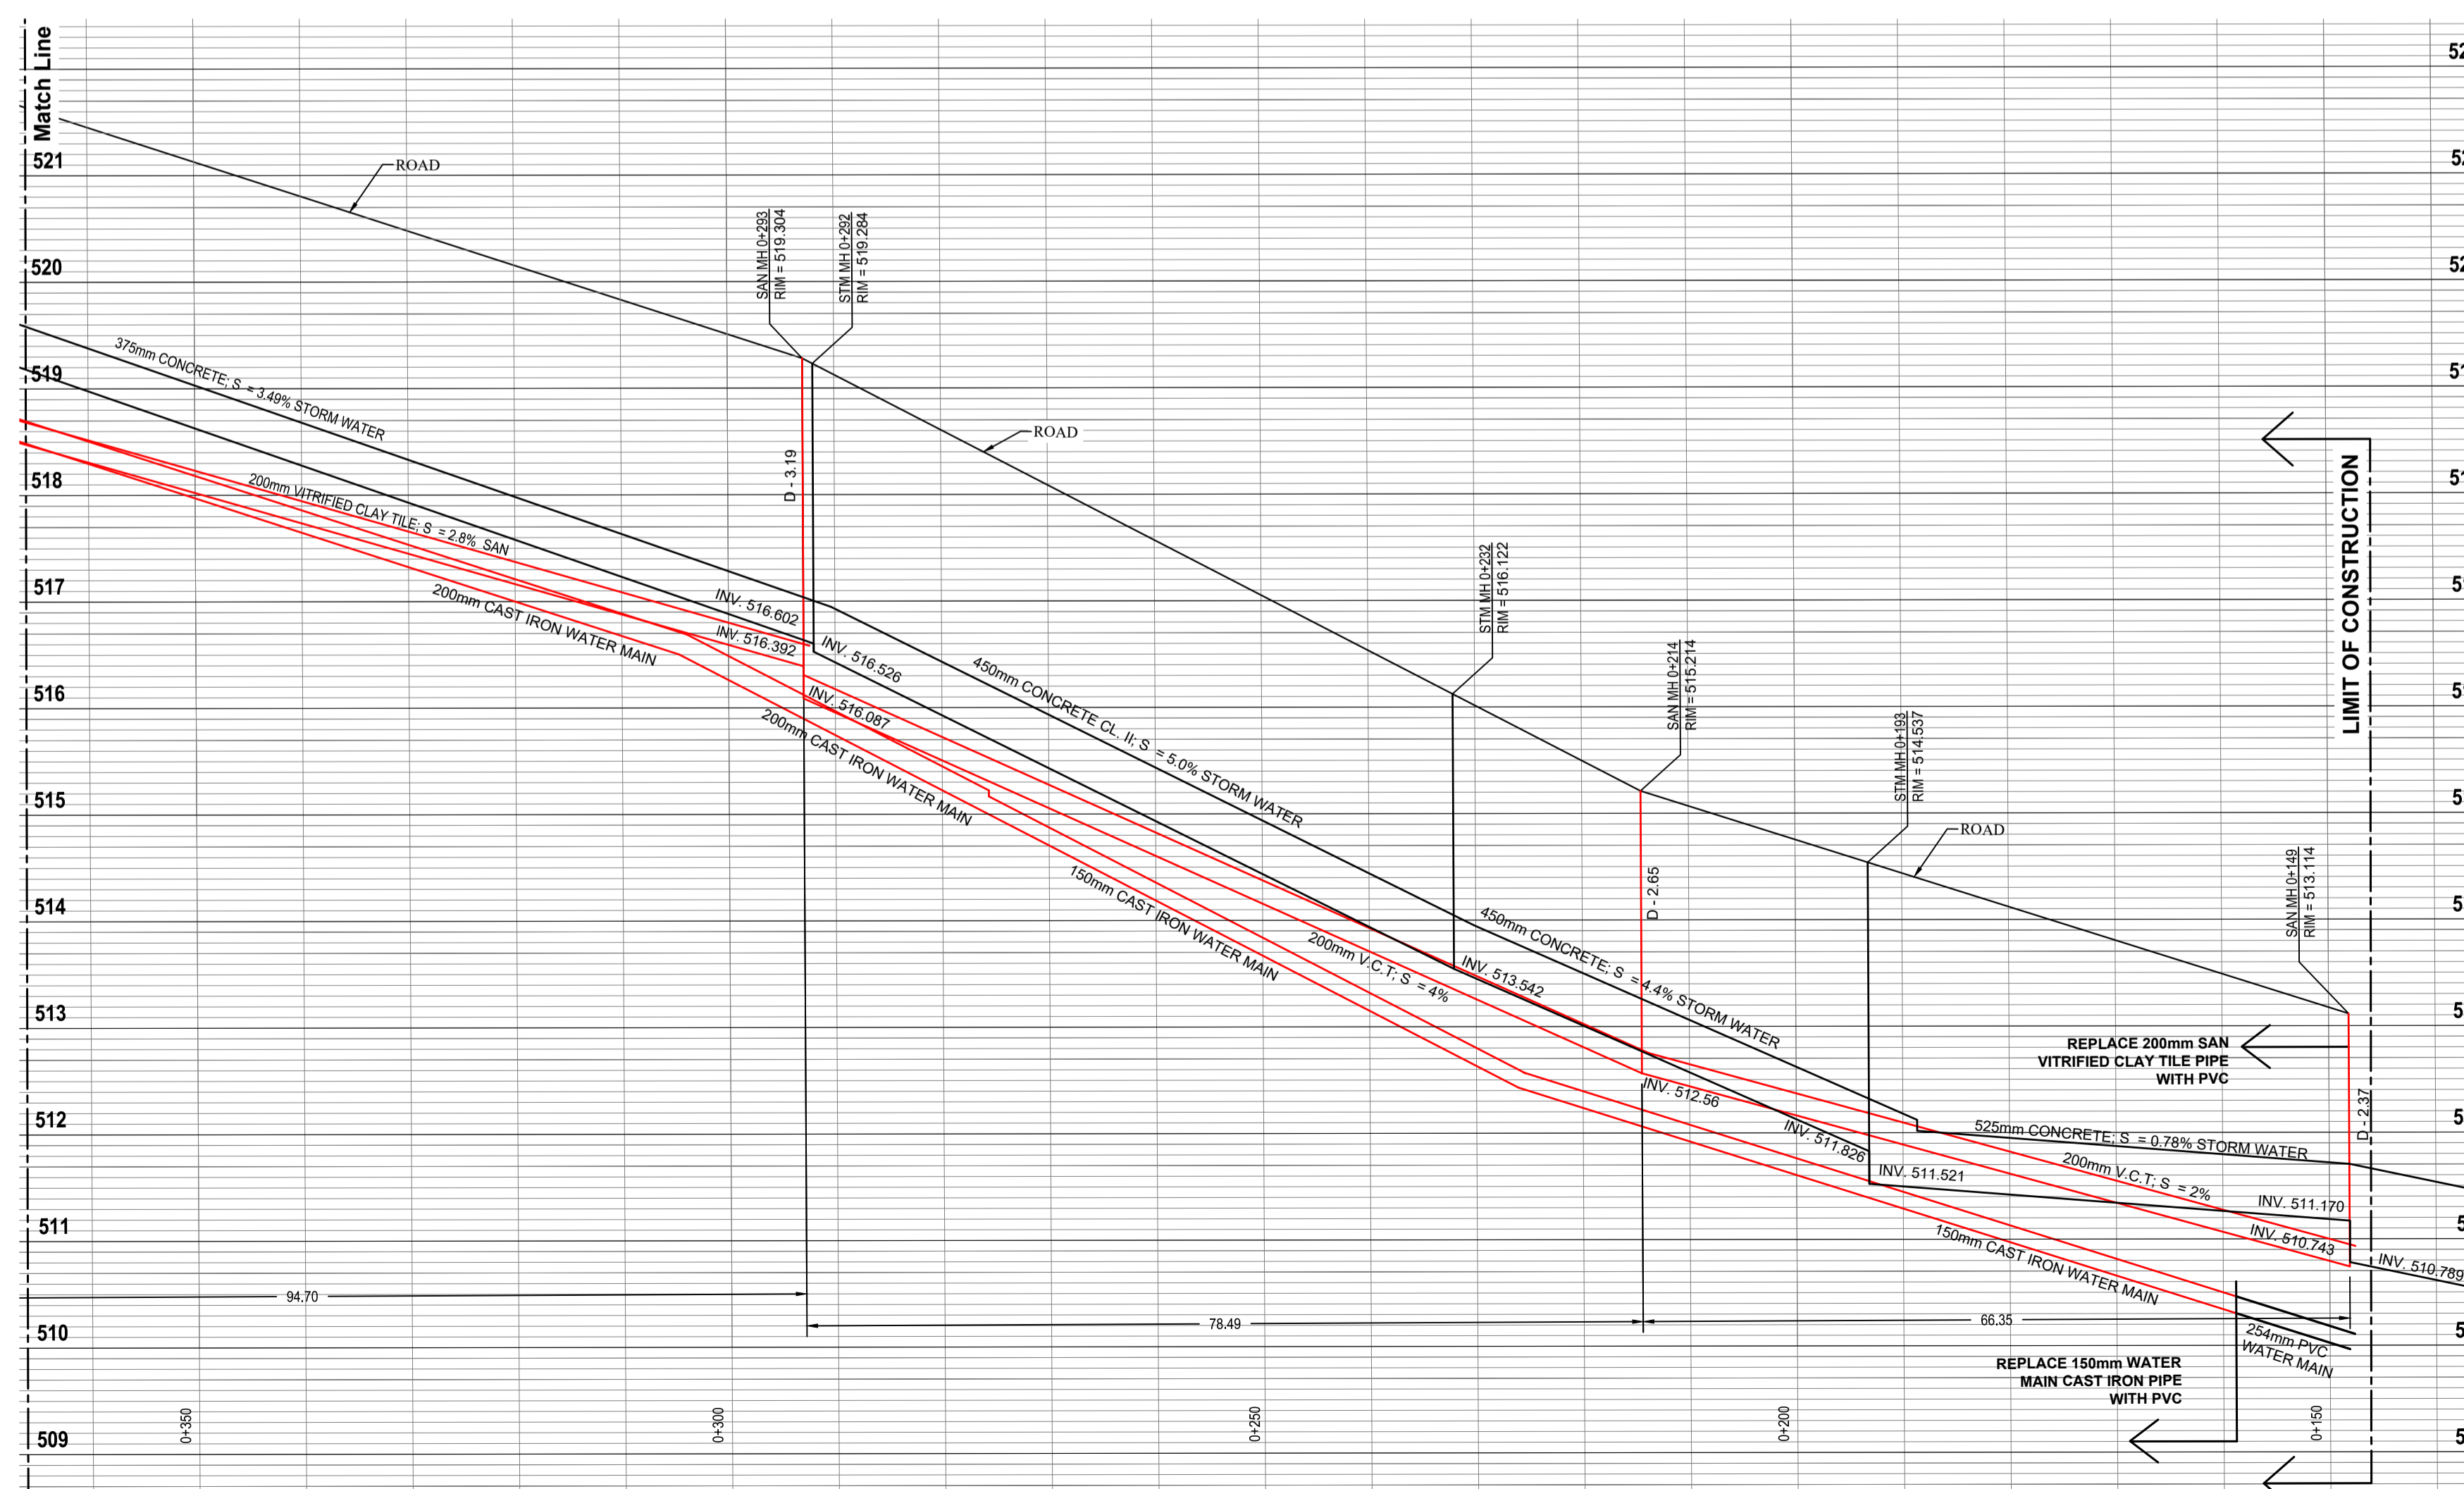 Match Line
521
520
519
518
517
516
515
514
513
512
511
510
509
ROAD
SAN MH 0+293
RIM = 519.304
STM MH 0+292
RIM = 519.284
375mm CONCRETE; S = 3.49% STORM WATER
200mm VITRIFIED CLAY TILE; S = 2.8% SAN
200mm CAST IRON WATER MAIN
D - 3.19
INV. 516.602
INV. 516.392
INV. 516.526
INV. 516.087
ROAD
200mm CAST IRON WATER MAIN
450mm CONCRETE CL. II; S = 5.0% STORM WATER
150mm CAST IRON WATER MAIN
200mm V.C.T; S = 4%
STM MH 0+232
RIM = 516.122
INV. 513.542
450mm CONCRETE; S = 4.4% STORM WATER
SAN MH 0+214
RIM = 515.214
D - 2.65
INV. 512.56
STM MH 0+193
RIM = 514.537
ROAD
INV. 511.826
INV. 511.521
525mm CONCRETE; S = 0.78% STORM WATER
200mm V.C.T; S = 2%
150mm CAST IRON WATER MAIN
SAN MH 0+149
RIM = 513.114
LIMIT OF CONSTRUCTION
REPLACE 200mm SAN
VITRIFIED CLAY TILE PIPE
WITH PVC
D - 2.37
INV. 511.170
INV. 510.743
INV. 510.789
254mm PVC
WATER MAIN
94.70
78.49
66.35
REPLACE 150mm WATER
MAIN CAST IRON PIPE
WITH PVC
0+350
0+300
0+250
0+200
0+150